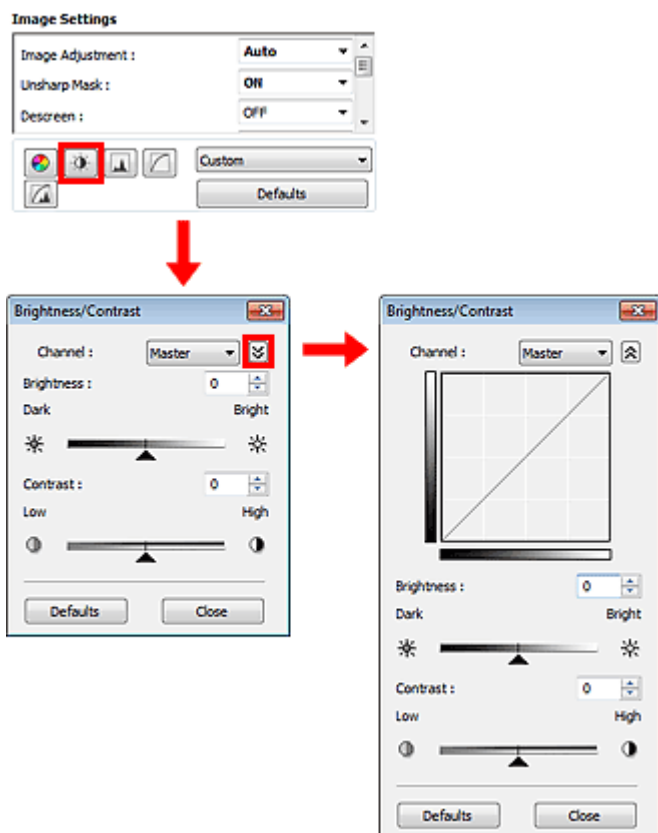 Image Settings
Image Adjustment : Auto
Unsharp Mask : ON
Descreen : OFF
Custom
Defaults
Brightness/Contrast
Channel : Master
Brightness : 0
Dark Bright
Contrast : 0
Low High
Defaults Close
Brightness/Contrast
Channel : Master
Brightness : 0
Dark Bright
Contrast : 0
Low High
Defaults Close